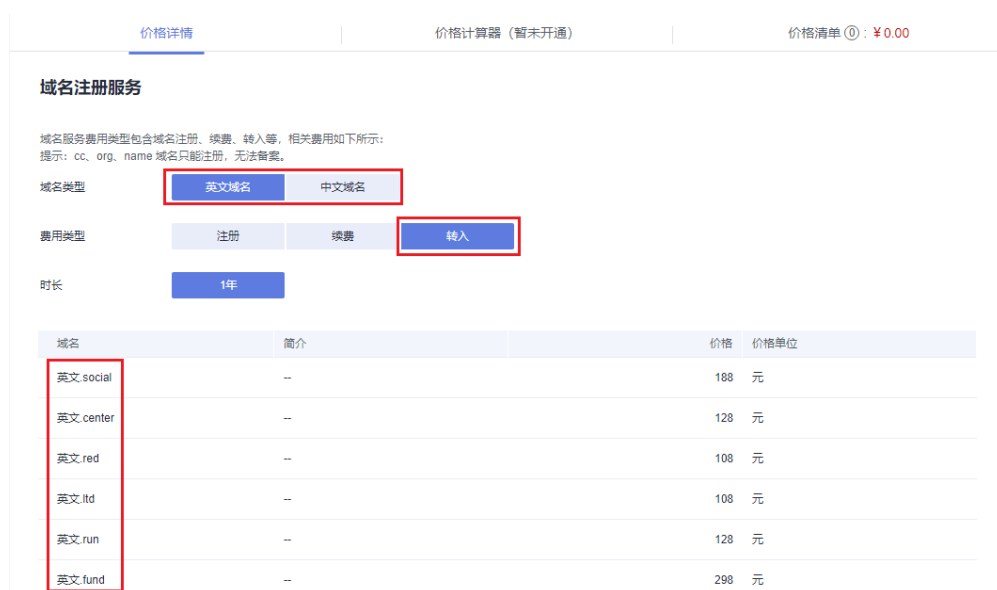 价格详情 价格计算器（暂未开通） 价格清单 0 : ¥0.00
域名注册服务
域名服务费用类型包含域名注册、续费、转入等，相关费用如下所示：
提示：cc、org、name 域名只能注册，无法备案。
域名类型 英文域名 中文域名
费用类型 注册 续费 转入
时长 1年
域名 简介 价格 价格单位
英文.social -- 188 元
英文.center -- 128 元
英文.red -- 108 元
英文.ltd -- 108 元
英文.run -- 128 元
英文.fund -- 298 元